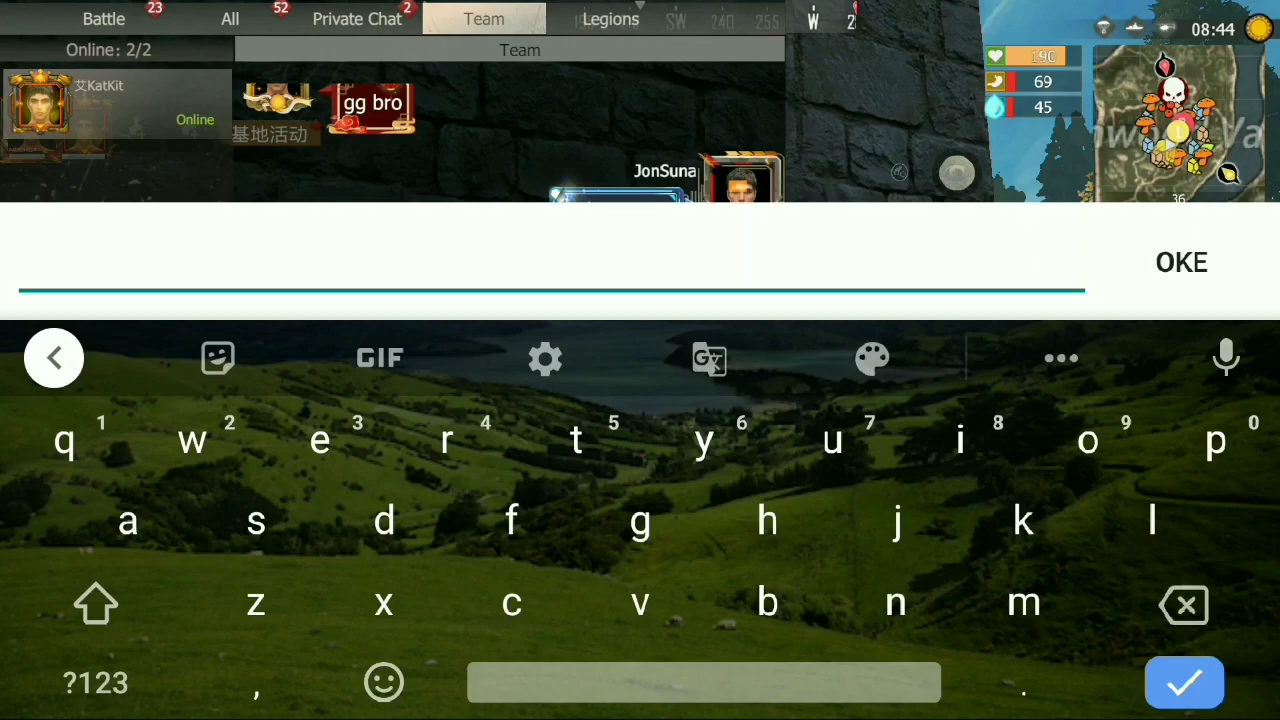 Battle 23 All 52 Private Chat 2 Team Legions SW 240 255 W
08:44
Online: 2/2
Team
190
艾KatKit
69
gg bro
45
Online
基地活动
JonSuna
36
OKE
GIF
q 1 w 2 e 3 r 4 t 5 y 6 u 7 i 8 o 9 p 0
a s d f g h j k l
z x c v b n m
?123 , .